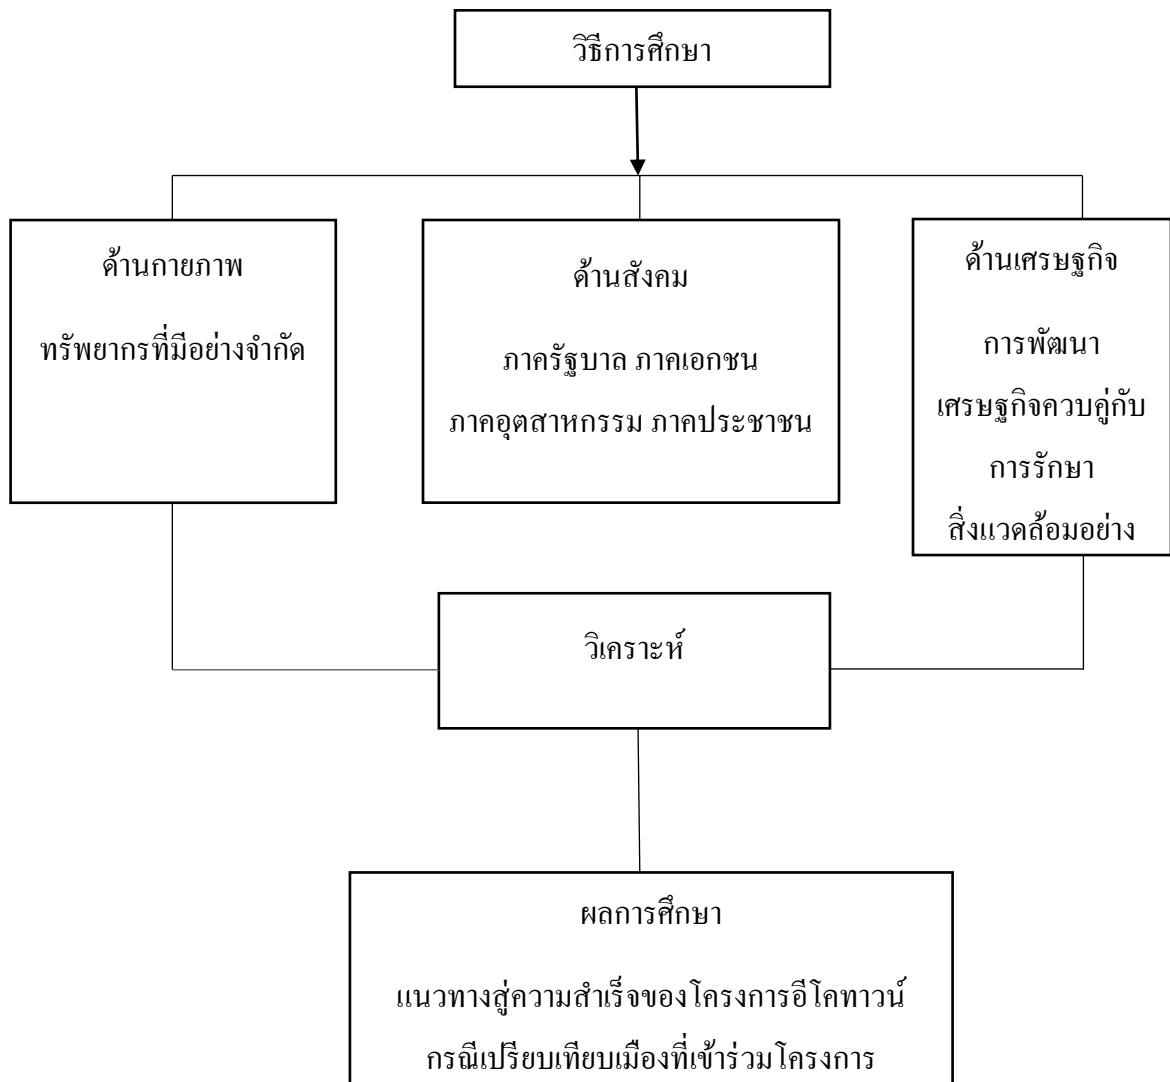 วิธีการศึกษา
ด้านกายภาพ
ทรัพยากรที่มีอย่างจำกัด
ด้านสังคม
ภาครัฐบาล ภาคเอกชน
ภาคอุตสาหกรรม ภาคประชาชน
ด้านเศรษฐกิจ
การพัฒนา
เศรษฐกิจควบคู่กับ
การรักษา
สิ่งแวดล้อมอย่าง
วิเคราะห์
ผลการศึกษา
แนวทางสู่ความสำเร็จของโครงการอีโคทาวน์
กรณีเปรียบเทียบเมืองที่เข้าร่วมโครงการ